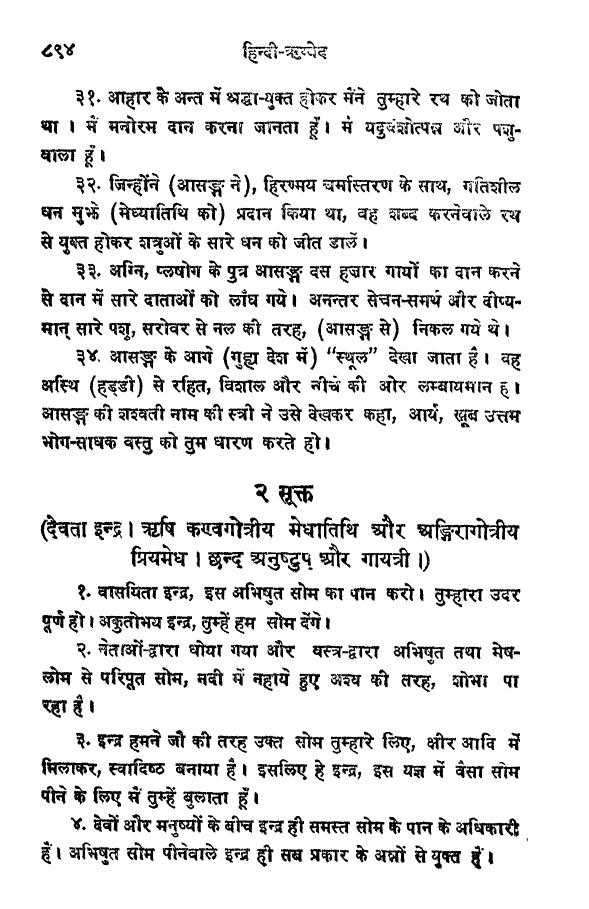 ८९४
हिन्दी-ऋग्वेद
३१. आहार के अन्त में श्रद्धा-युक्त होकर मैंने तुम्हारे रथ को जोता
था । मैं मनोरम दान करना जानता हूँ। मं यदुवंशोत्पन्न और पशु-
वाला हूँ।
३२. जिन्होंने (आसङ्ग ने), हिरण्मय चर्मास्तरण के साथ, गतिशील
धन मुझे (मेध्यातिथि को) प्रदान किया था, वह शब्द करनेवाले रथ
से युक्त होकर शत्रुओं के सारे धन को जीत डालें।
३३. अग्नि, प्लषोग के पुत्र आसङ्ग दस हजार गायों का दान करने
से दान में सारे दाताओं को लाँघ गये। अनन्तर सेचन-समर्थ और दीप्य-
मान् सारे पशु, सरोवर से नल की तरह, (आसङ्ग से) निकल गये थे।
३४. आसङ्ग के आगे (गुह्य देश में) “स्थूल” देखा जाता है। वह
अस्थि (हड्डी) से रहित, विशाल और नीचे की ओर लम्बायमान ह।
आसङ्ग की शश्वती नाम की स्त्री ने उसे देखकर कहा, आर्य, खूब उत्तम
भोग-साधक वस्तु को तुम धारण करते हो।
२ सूक्त
(देवता इन्द्र। ऋषि कण्वगोत्रीय मेधातिथि और अङ्गिरागोत्रीय
प्रियमेध। छन्द अनुष्टुप् और गायत्री।)
१. वासयिता इन्द्र, इस अभिषुत सोम का पान करो। तुम्हारा उदर
पूर्ण हो। अकुतोभय इन्द्र, तुम्हें हम सोम देंगे।
२. नेताओं-द्वारा धोया गया और वस्त्र-द्वारा अभिषुत तथा मेष-
लोम से परिपूत सोम, नदी में नहाये हुए अश्व की तरह, शोभा पा
रहा है।
३. इन्द्र हमने जौ की तरह उक्त सोम तुम्हारे लिए, क्षीर आदि में
मिलाकर, स्वादिष्ठ बनाया है। इसलिए हे इन्द्र, इस यज्ञ में वैसा सोम
पीने के लिए मैं तुम्हें बुलाता हूँ।
४. देवों और मनुष्यों के बीच इन्द्र ही समस्त सोम के पान के अधिकारी
हैं। अभिषुत सोम पीनेवाले इन्द्र ही सब प्रकार के अन्नों से युक्त हैं।